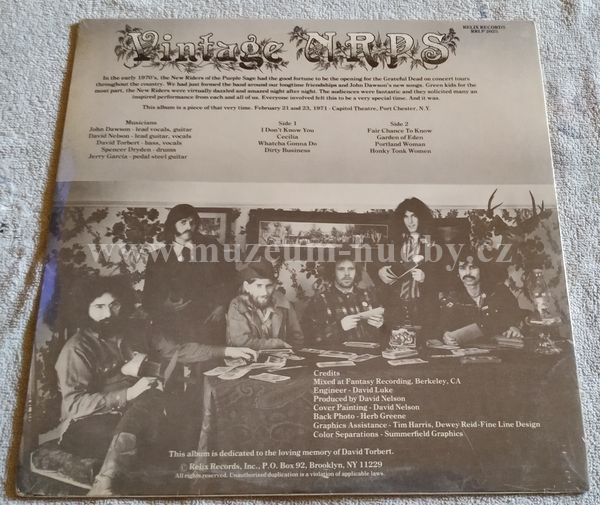 Vintage NRPS
RELIX RECORDS
RRLP 2025
In the early 1970's, the New Riders of the Purple Sage had the good fortune to be the opening for the Grateful Dead on concert tours
throughout the country. We had just formed the band around our longtime friendships and John Dawson's new songs. Green kids for the
most part, the New Riders were virtually dazzled and amazed night after night. The audiences were fantastic and they solicited many an
inspired performance from each and all of us. Everyone involved felt this to be a very special time. And it was.
This album is a piece of that very time. February 21 and 23, 1971 - Capitol Theatre, Port Chester, N.Y.
Musicians
John Dawson - lead vocals, guitar
David Nelson - lead guitar, vocals
David Torbert - bass, vocals
Spencer Dryden - drums
Jerry Garcia - pedal steel guitar
Side 1
I Don't Know You
Cecilia
Whatcha Gonna Do
Dirty Business
Side 2
Fair Chance To Know
Garden of Eden
Portland Woman
Honky Tonk Women
www.muzeum-hudby.cz
Credits
Mixed at Fantasy Recording, Berkeley, CA
Engineer - David Luke
Produced by David Nelson
Cover Painting - David Nelson
Back Photo - Herb Greene
Graphics Assistance - Tim Harris, Dewey Reid-Fine Line Design
Color Separations - Summerfield Graphics
This album is dedicated to the loving memory of David Torbert.
© Relix Records, Inc., P.O. Box 92, Brooklyn, NY 11229
All rights reserved. Unauthorized duplication is a violation of applicable laws.